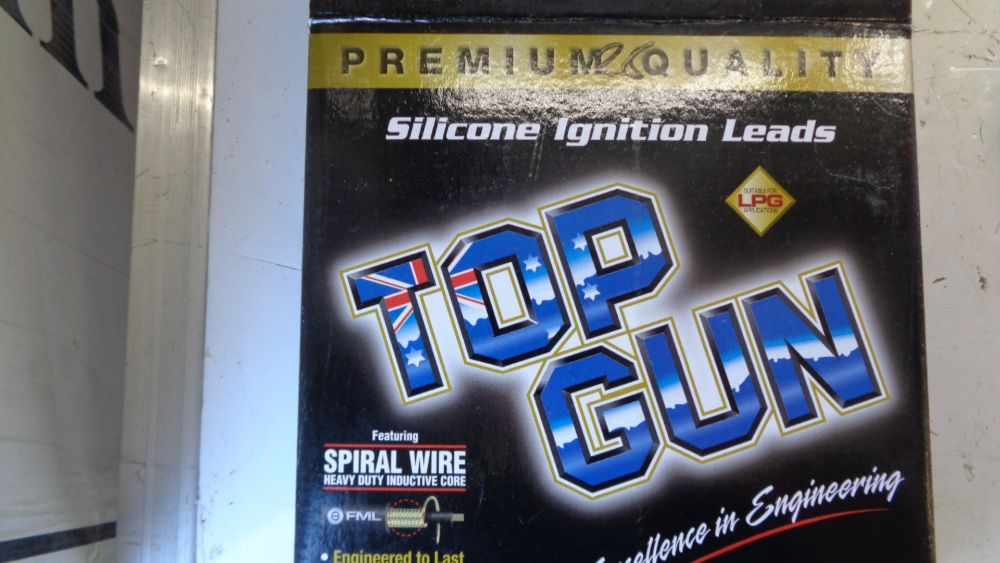 PREMIUM QUALITY
Silicone Ignition Leads
SUITABLE FOR
LPG
APPLICATIONS
TOP
GUN
Featuring
SPIRAL WIRE
HEAVY DUTY INDUCTIVE CORE
FML
• Engineered to Last
Excellence in Engineering